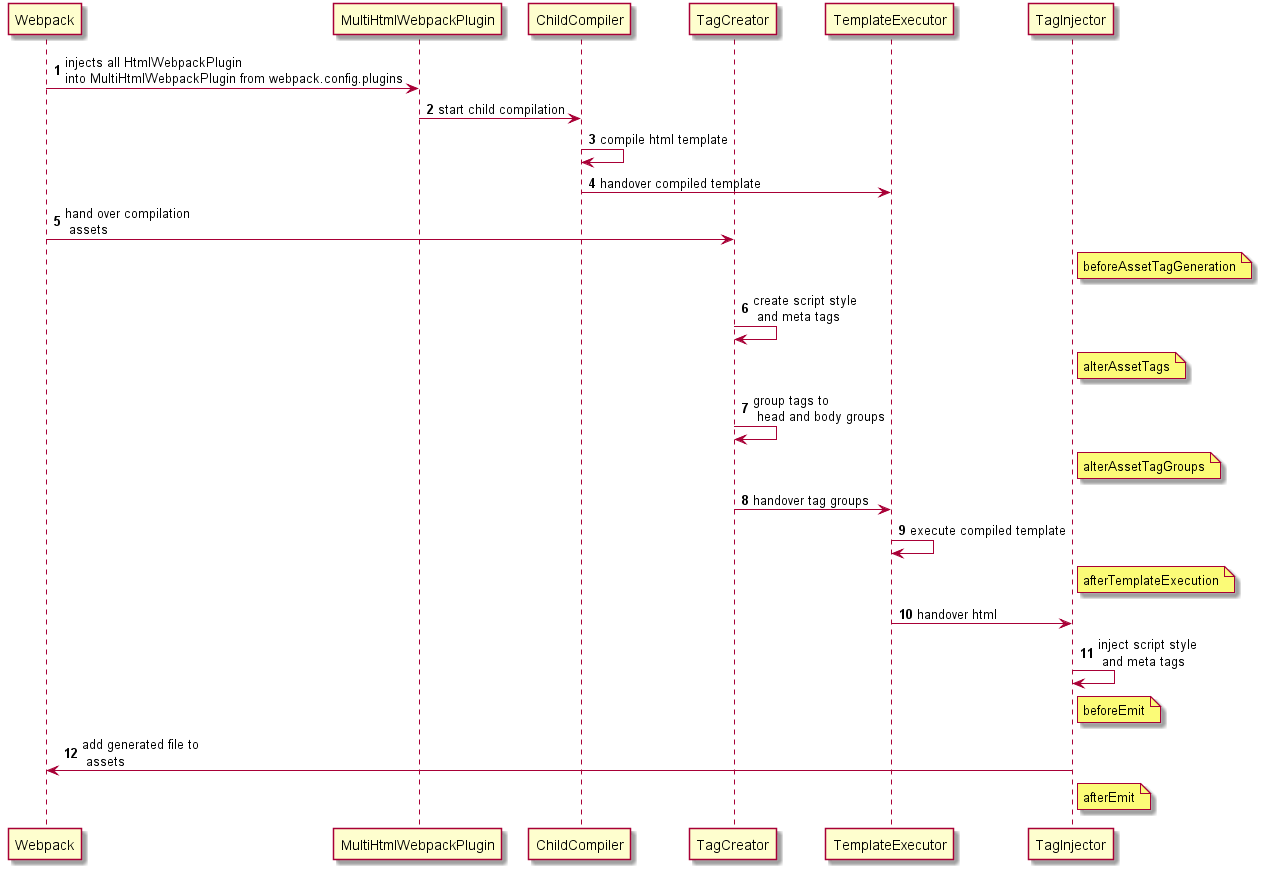 Webpack
MultiHtmlWebpackPlugin
ChildCompiler
TagCreator
TemplateExecutor
TagInjector
1 injects all HtmlWebpackPlugin
into MultiHtmlWebpackPlugin from webpack.config.plugins
2 start child compilation
3 compile html template
4 handover compiled template
5 hand over compilation
assets
beforeAssetTagGeneration
6 create script style
and meta tags
alterAssetTags
7 group tags to
head and body groups
alterAssetTagGroups
8 handover tag groups
9 execute compiled template
afterTemplateExecution
10 handover html
11 inject script style
and meta tags
beforeEmit
12 add generated file to
assets
afterEmit
Webpack
MultiHtmlWebpackPlugin
ChildCompiler
TagCreator
TemplateExecutor
TagInjector